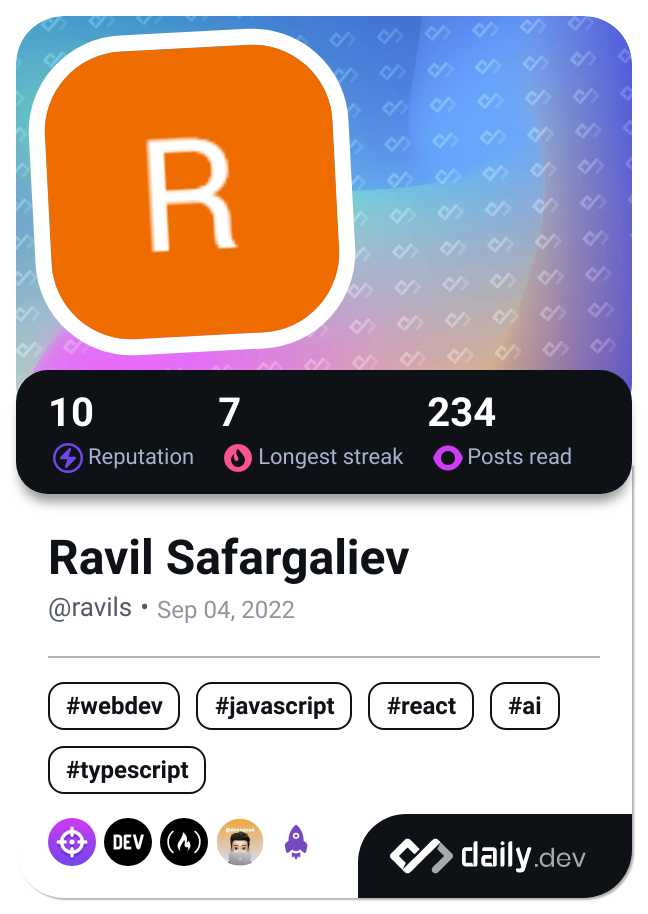 R
10 7 234
Reputation Longest streak Posts read
Ravil Safargaliev
@ravils • Sep 04, 2022
#webdev #javascript #react #ai
#typescript
DEV
daily.dev